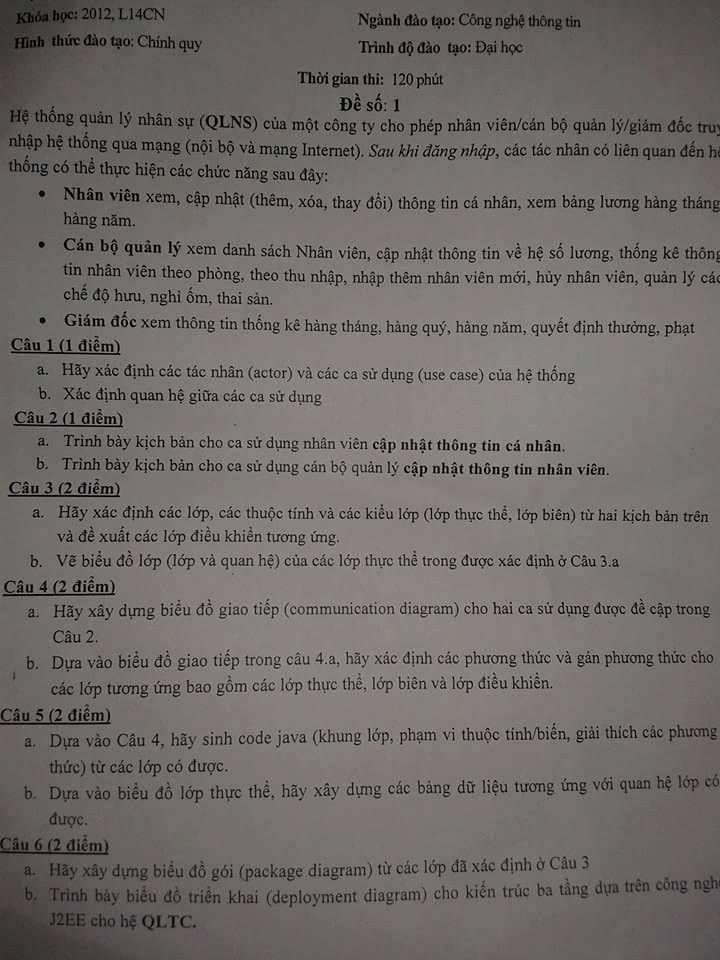 Khóa học: 2012, L14CN
Ngành đào tạo: Công nghệ thông tin
Hình thức đào tạo: Chính quy
Trình độ đào tạo: Đại học
Thời gian thi: 120 phút
Đề số: 1
Hệ thống quản lý nhân sự (QLNS) của một công ty cho phép nhân viên/cán bộ quản lý/giám đốc truy
nhập hệ thống qua mạng (nội bộ và mạng Internet). Sau khi đăng nhập, các tác nhân có liên quan đến hệ
thống có thể thực hiện các chức năng sau đây:
• Nhân viên xem, cập nhật (thêm, xóa, thay đổi) thông tin cá nhân, xem bảng lương hàng tháng
hàng năm.
• Cán bộ quản lý xem danh sách Nhân viên, cập nhật thông tin về hệ số lương, thống kê thông
tin nhân viên theo phòng, theo thu nhập, nhập thêm nhân viên mới, hủy nhân viên, quản lý các
chế độ hưu, nghỉ ốm, thai sản.
• Giám đốc xem thông tin thống kê hàng tháng, hàng quý, hàng năm, quyết định thưởng, phạt
Câu 1 (1 điểm)
a. Hãy xác định các tác nhân (actor) và các ca sử dụng (use case) của hệ thống
b. Xác định quan hệ giữa các ca sử dụng
Câu 2 (1 điểm)
a. Trình bày kịch bản cho ca sử dụng nhân viên cập nhật thông tin cá nhân.
b. Trình bày kịch bản cho ca sử dụng cán bộ quản lý cập nhật thông tin nhân viên.
Câu 3 (2 điểm)
a. Hãy xác định các lớp, các thuộc tính và các kiểu lớp (lớp thực thể, lớp biên) từ hai kịch bản trên
và đề xuất các lớp điều khiển tương ứng.
b. Vẽ biểu đồ lớp (lớp và quan hệ) của các lớp thực thể trong được xác định ở Câu 3.a
Câu 4 (2 điểm)
a. Hãy xây dựng biểu đồ giao tiếp (communication diagram) cho hai ca sử dụng được đề cập trong
Câu 2.
b. Dựa vào biểu đồ giao tiếp trong câu 4.a, hãy xác định các phương thức và gán phương thức cho
các lớp tương ứng bao gồm các lớp thực thể, lớp biên và lớp điều khiển.
Câu 5 (2 điểm)
a. Dựa vào Câu 4, hãy sinh code java (khung lớp, phạm vi thuộc tính/biến, giải thích các phương
thức) từ các lớp có được.
b. Dựa vào biểu đồ lớp thực thể, hãy xây dựng các bảng dữ liệu tương ứng với quan hệ lớp có
được.
Câu 6 (2 điểm)
a. Hãy xây dựng biểu đồ gói (package diagram) từ các lớp đã xác định ở Câu 3
b. Trình bày biểu đồ triển khai (deployment diagram) cho kiến trúc ba tầng dựa trên công nghệ
J2EE cho hệ QLTC.